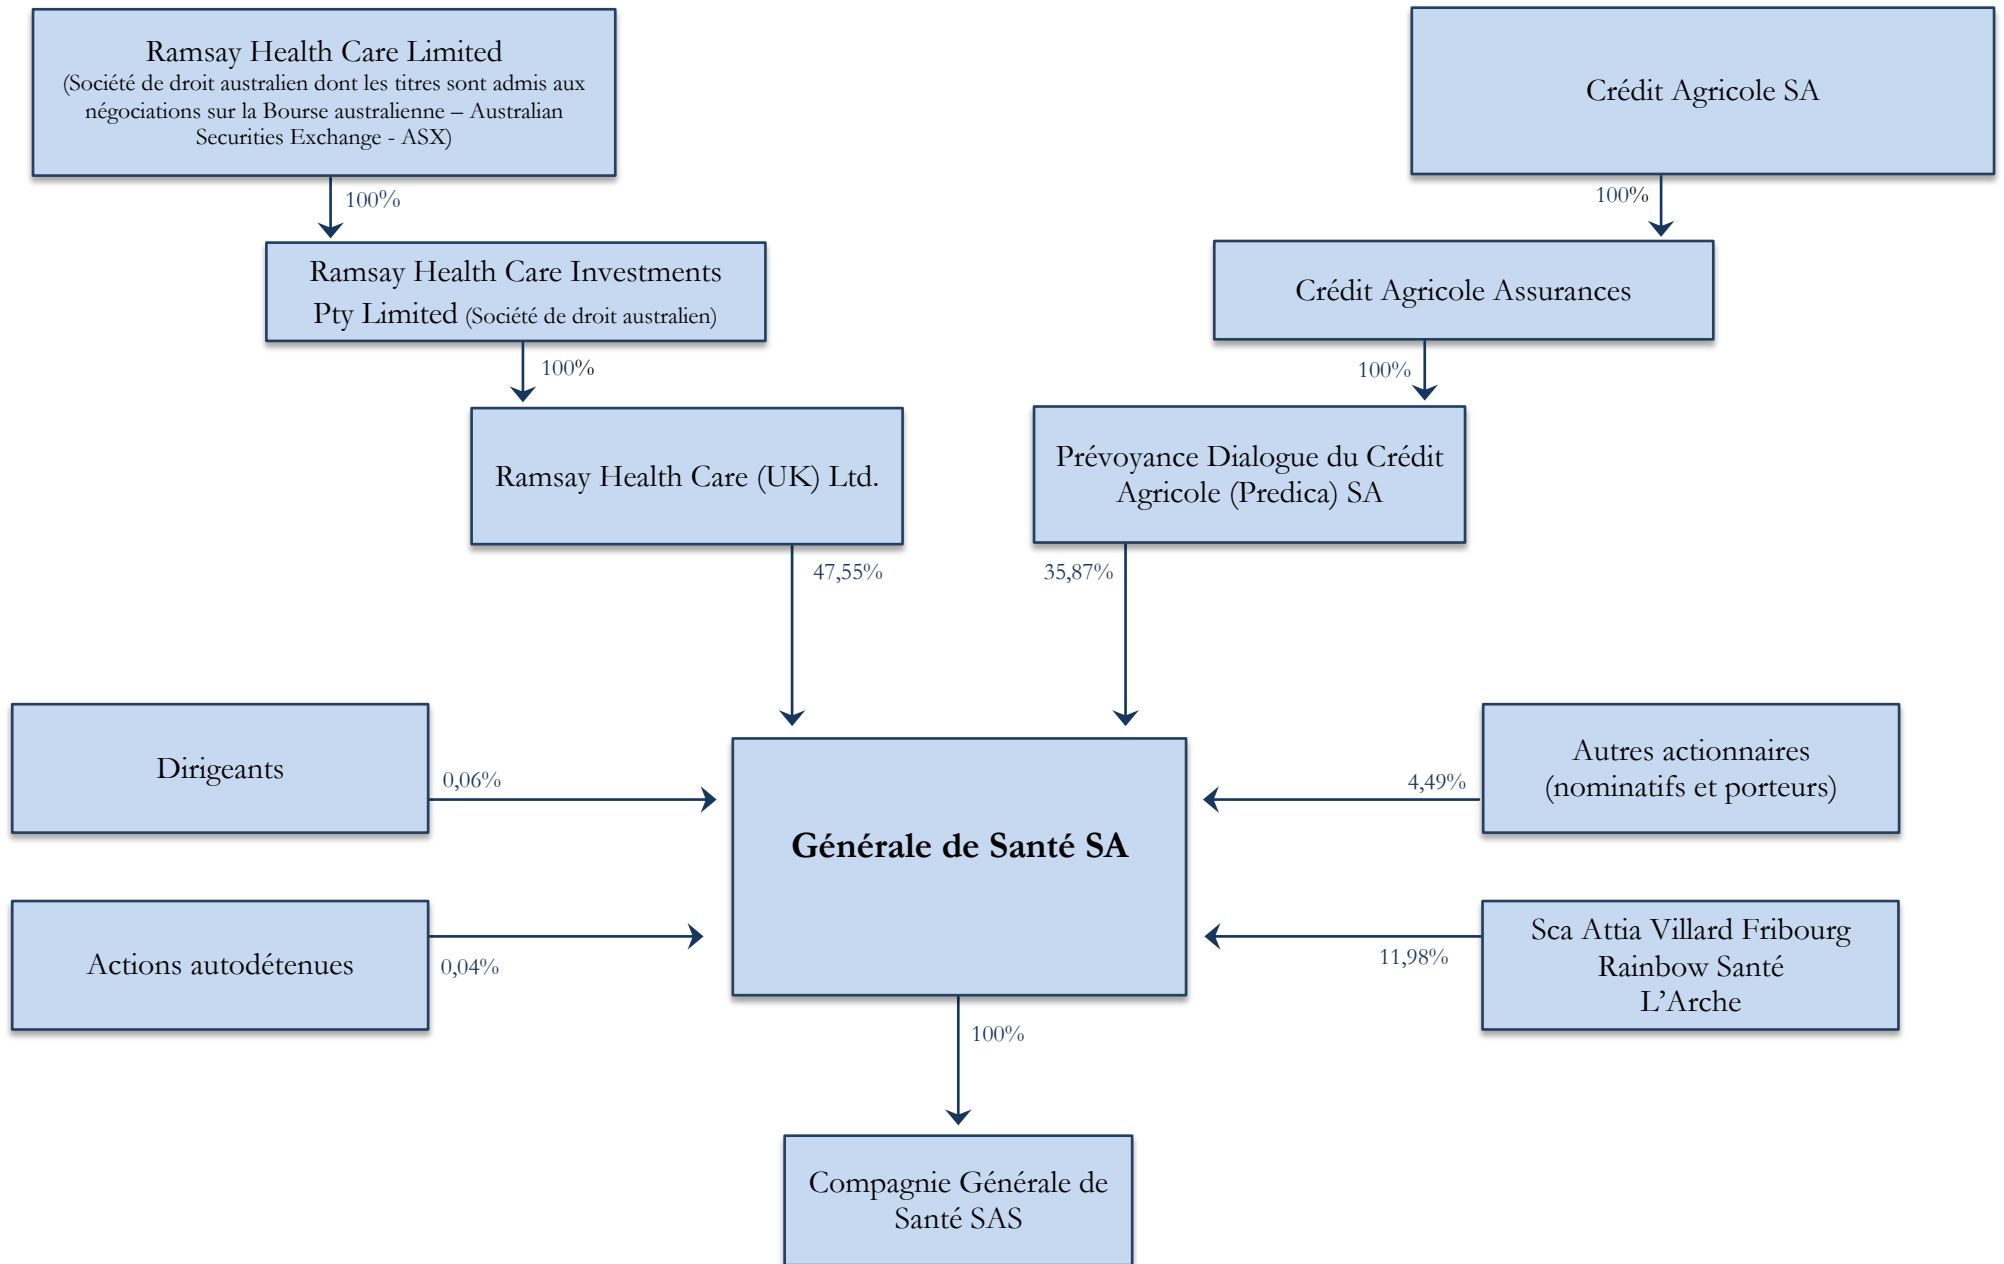 Ramsay Health Care Limited
(Société de droit australien dont les titres sont admis aux
négociations sur la Bourse australienne – Australian
Securities Exchange - ASX)
Crédit Agricole SA
100%
100%
Ramsay Health Care Investments
Pty Limited (Société de droit australien)
Crédit Agricole Assurances
100%
100%
Ramsay Health Care (UK) Ltd.
Prévoyance Dialogue du Crédit
Agricole (Predica) SA
47,55%
35,87%
Dirigeants
0,06%
Générale de Santé SA
4,49%
Autres actionnaires
(nominatifs et porteurs)
Actions autodétenues
0,04%
11,98%
Sca Attia Villard Fribourg
Rainbow Santé
L’Arche
100%
Compagnie Générale de
Santé SAS